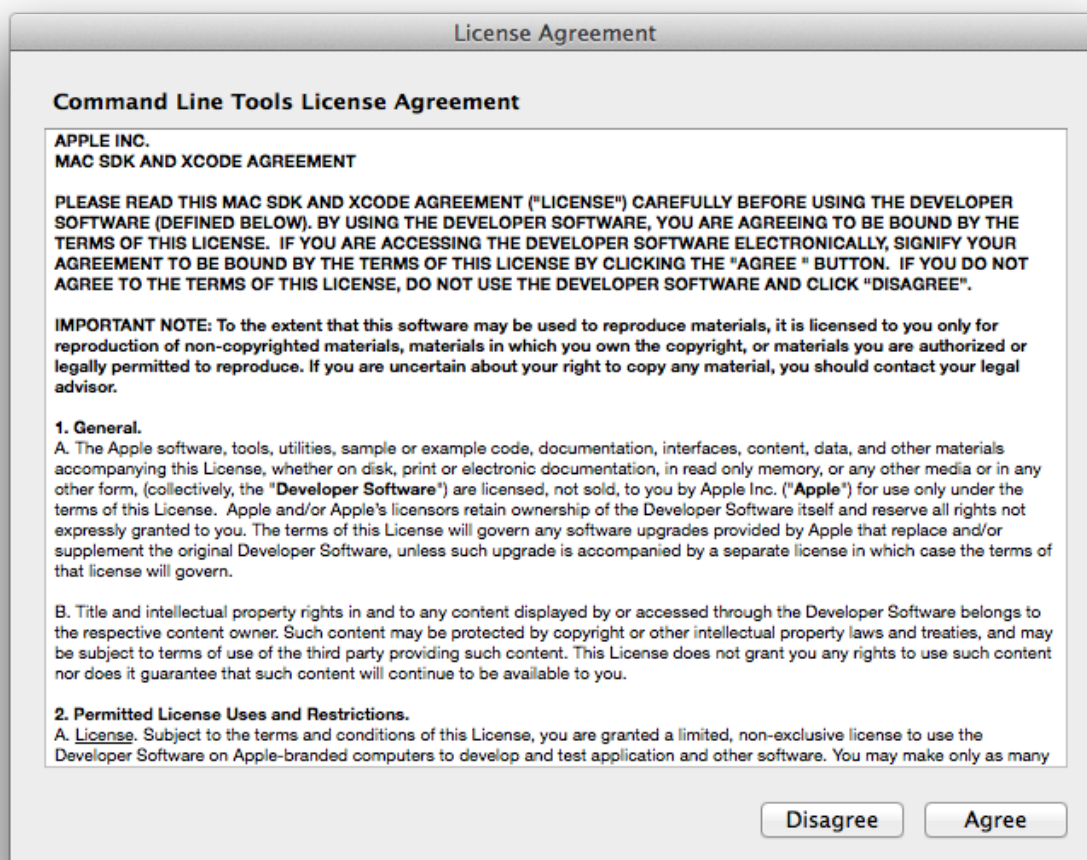 License Agreement
Command Line Tools License Agreement
APPLE INC.
MAC SDK AND XCODE AGREEMENT
PLEASE READ THIS MAC SDK AND XCODE AGREEMENT ("LICENSE") CAREFULLY BEFORE USING THE DEVELOPER
SOFTWARE (DEFINED BELOW). BY USING THE DEVELOPER SOFTWARE, YOU ARE AGREEING TO BE BOUND BY THE
TERMS OF THIS LICENSE.  IF YOU ARE ACCESSING THE DEVELOPER SOFTWARE ELECTRONICALLY, SIGNIFY YOUR
AGREEMENT TO BE BOUND BY THE TERMS OF THIS LICENSE BY CLICKING THE "AGREE " BUTTON.  IF YOU DO NOT
AGREE TO THE TERMS OF THIS LICENSE, DO NOT USE THE DEVELOPER SOFTWARE AND CLICK “DISAGREE”.
IMPORTANT NOTE: To the extent that this software may be used to reproduce materials, it is licensed to you only for
reproduction of non-copyrighted materials, materials in which you own the copyright, or materials you are authorized or
legally permitted to reproduce. If you are uncertain about your right to copy any material, you should contact your legal
advisor.
1. General.
A. The Apple software, tools, utilities, sample or example code, documentation, interfaces, content, data, and other materials
accompanying this License, whether on disk, print or electronic documentation, in read only memory, or any other media or in any
other form, (collectively, the "Developer Software") are licensed, not sold, to you by Apple Inc. ("Apple") for use only under the
terms of this License.  Apple and/or Apple’s licensors retain ownership of the Developer Software itself and reserve all rights not
expressly granted to you. The terms of this License will govern any software upgrades provided by Apple that replace and/or
supplement the original Developer Software, unless such upgrade is accompanied by a separate license in which case the terms of
that license will govern.
B. Title and intellectual property rights in and to any content displayed by or accessed through the Developer Software belongs to
the respective content owner. Such content may be protected by copyright or other intellectual property laws and treaties, and may
be subject to terms of use of the third party providing such content. This License does not grant you any rights to use such content
nor does it guarantee that such content will continue to be available to you.
2. Permitted License Uses and Restrictions.
A. License. Subject to the terms and conditions of this License, you are granted a limited, non-exclusive license to use the
Developer Software on Apple-branded computers to develop and test application and other software. You may make only as many
Disagree Agree